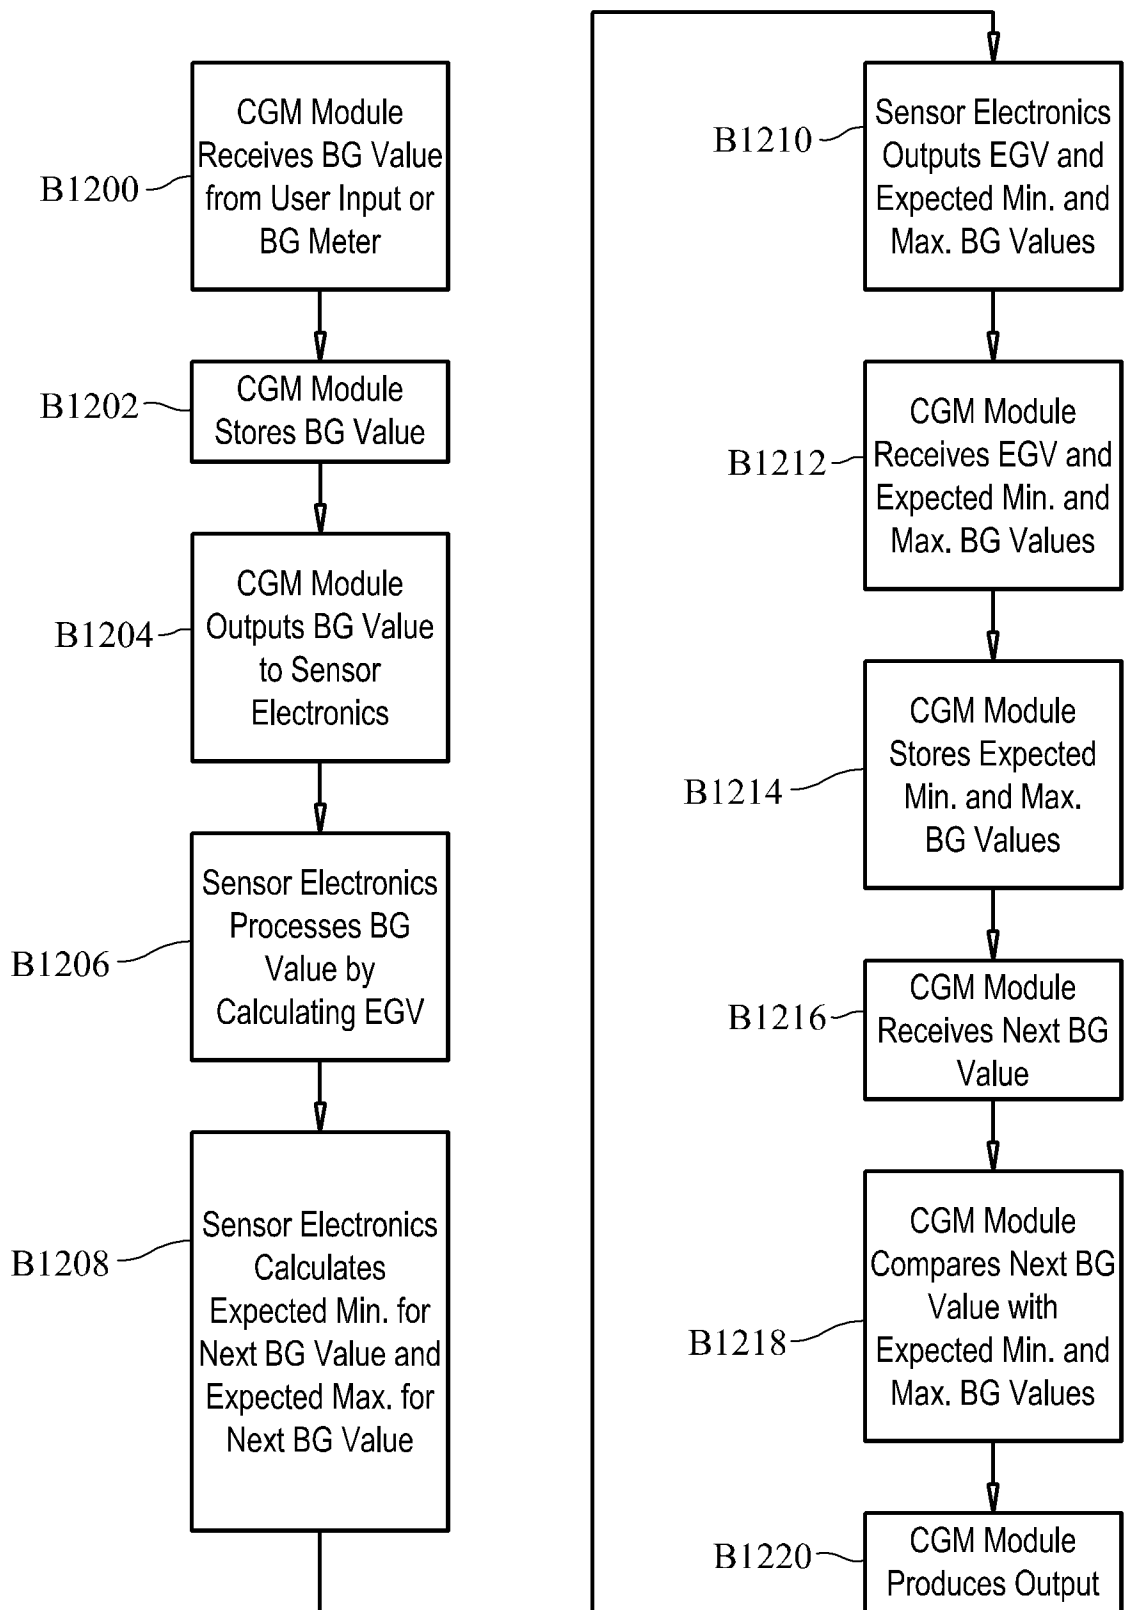 CGM Module
Receives BG Value
from User Input or
BG Meter
B1200
CGM Module
Stores BG Value
B1202
CGM Module
Outputs BG Value
to Sensor
Electronics
B1204
Sensor Electronics
Processes BG
Value by
Calculating EGV
B1206
Sensor Electronics
Calculates
Expected Min. for
Next BG Value and
Expected Max. for
Next BG Value
B1208
Sensor Electronics
Outputs EGV and
Expected Min. and
Max. BG Values
B1210
CGM Module
Receives EGV and
Expected Min. and
Max. BG Values
B1212
CGM Module
Stores Expected
Min. and Max.
BG Values
B1214
CGM Module
Receives Next BG
Value
B1216
CGM Module
Compares Next BG
Value with
Expected Min. and
Max. BG Values
B1218
CGM Module
Produces Output
B1220